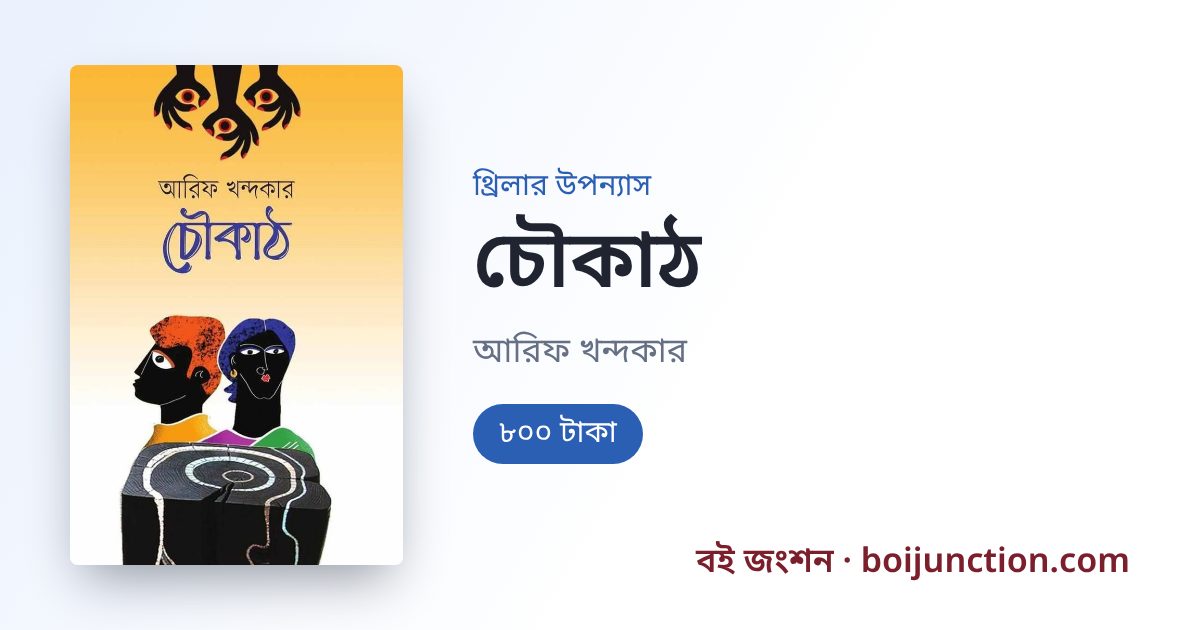 আরিফ খন্দকার
চৌকাঠ
থ্রিলার উপন্যাস
চৌকাঠ
আরিফ খন্দকার
৮০০ টাকা
বই জংশন · boijunction.com